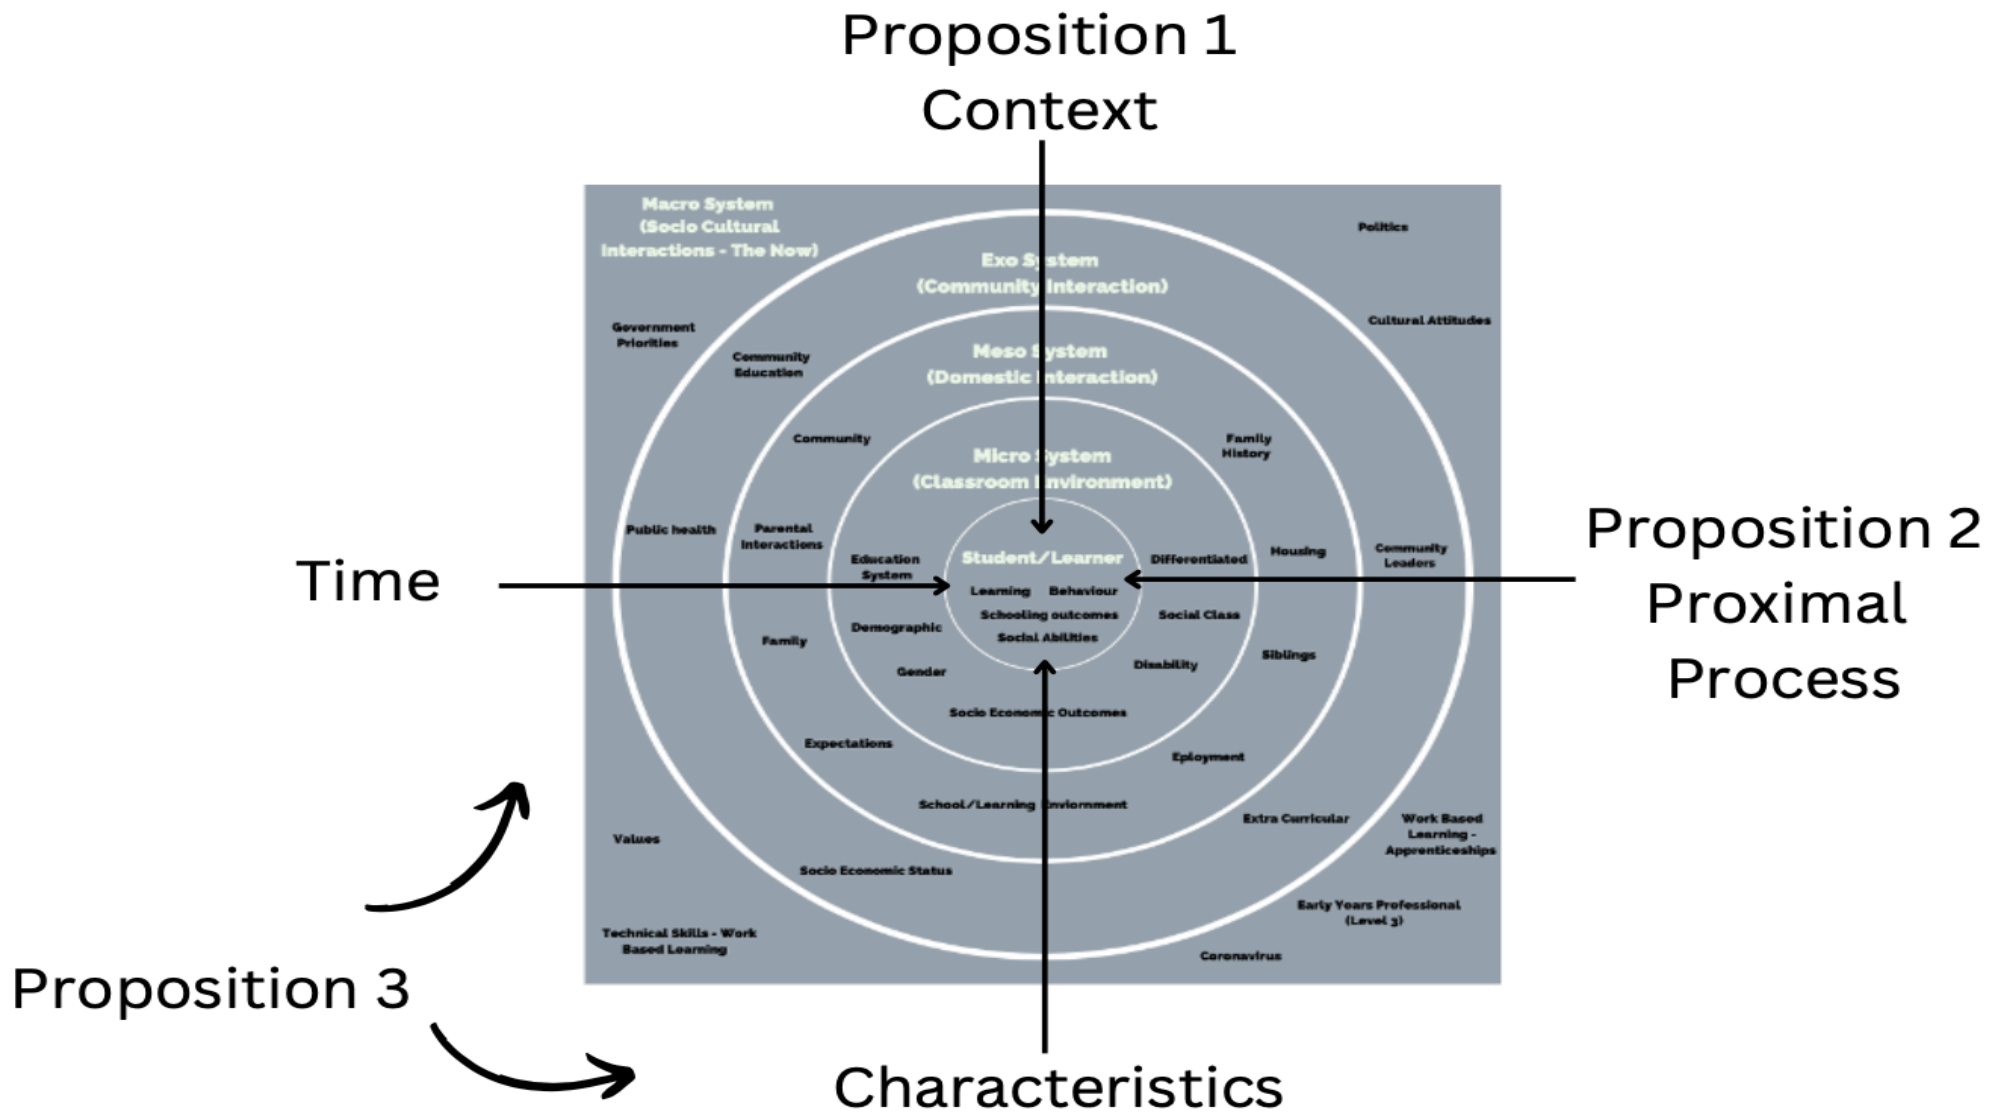 Proposition 1
Context
Macro System
(Socio Cultural
Interactions - The Now)
Politics
Exo System
(Community Interaction)
Government
Priorities
Cultural Attitudes
Community
Education
Meso System
(Domestic Interaction)
Community
Family
History
Micro System
(Classroom Environment)
Public health
Parental
Interactions
Education
System
Student/Learner
Differentiated
Housing
Community
Leaders
Time
Proposition 2
Proximal
Process
Learning Behaviour
Schooling outcomes
Social Abilities
Social Class
Demographic
Family
Gender
Disability
Siblings
Socio Economic Outcomes
Expectations
Eployment
School/Learning Enviornment
Extra Curricular
Work Based
Learning -
Apprenticeships
Values
Socio Economic Status
Early Years Professional
(Level 3)
Technical Skills - Work
Based Learning
Coronavirus
Proposition 3
Characteristics